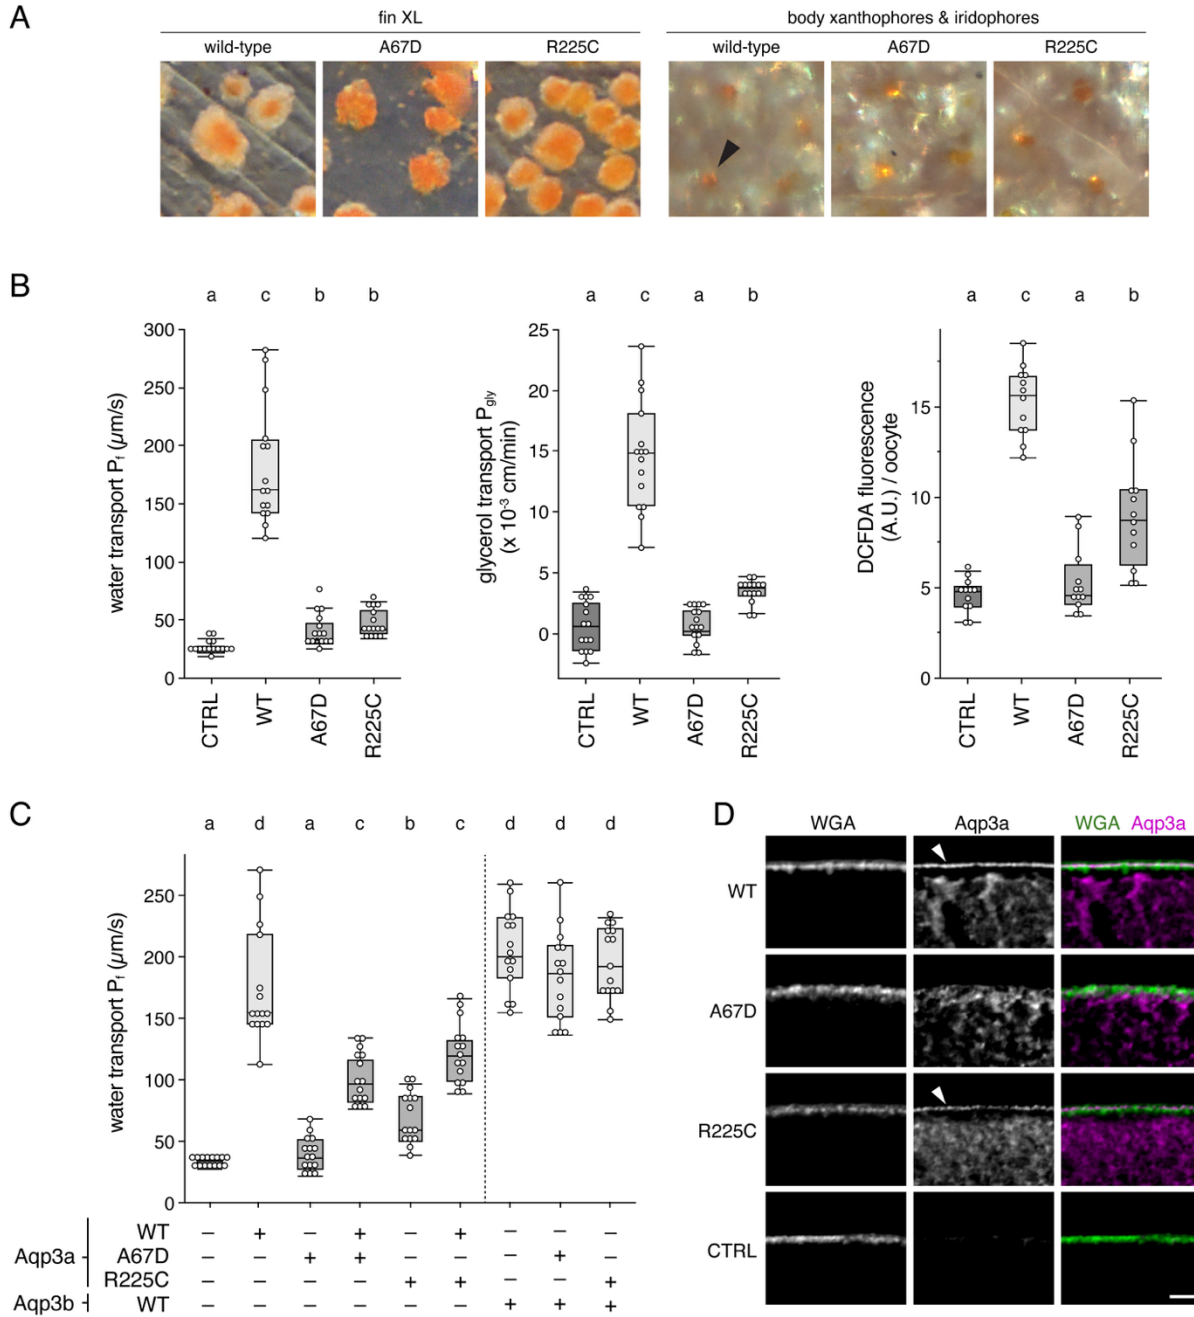 A
fin XL
body xanthophores & iridophores
wild-type A67D R225C wild-type A67D R225C
B
a c b b
a c a b
a c a b
water transport Pf (µm/s)
300
250
200
150
100
50
0
CTRL WT A67D R225C
glycerol transport Pgly
(x 10-3 cm/min)
25
20
15
10
5
0
CTRL WT A67D R225C
DCFDA fluorescence
(A.U.) / oocyte
15
10
5
0
CTRL WT A67D R225C
C
a d a c b c d d d
water transport Pf (µm/s)
250
200
150
100
50
0
Aqp3a
WT – + – + – + – – –
A67D – – + + – – – + –
R225C – – – – + + – – +
Aqp3b WT – – – – – – + + +
D
WGA Aqp3a WGA Aqp3a
WT
A67D
R225C
CTRL